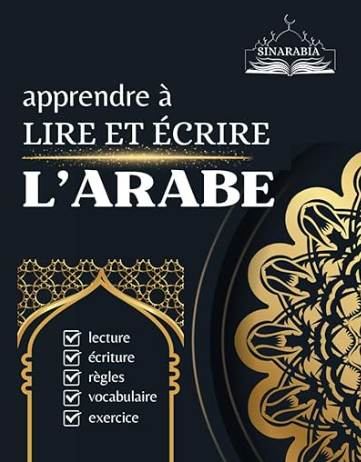 SINARABIA
apprendre à
LIRE ET ÉCRIRE
L’ARABE
lecture
écriture
règles
vocabulaire
exercice